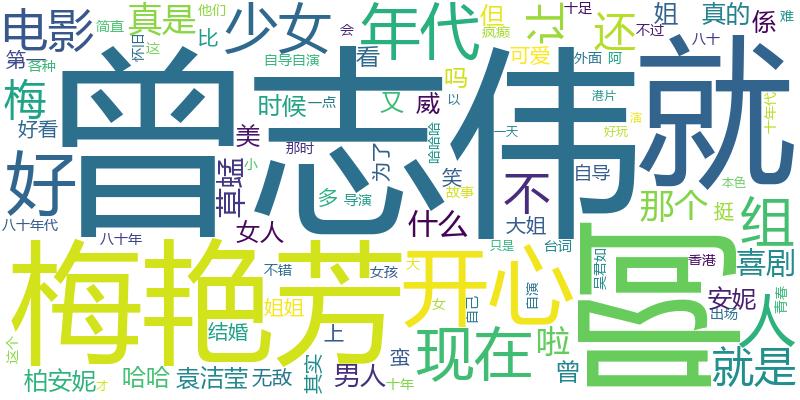 电影
真是
他们
简直
这
怀旧
各种
第一
比
少女
会
年代
但
疯癫
十足
让
还
姐
不过
真的
八十
係
难
自导自演
看
可爱
外面
阿
梅
好看
曾志伟
就
时候
一点
又
吗
威
以
港片
十年代
美
那时
为了
哈哈哈
一天
演
好玩
好
草蜢
小
多
导演
笑
故事
不
自导
本色
八十年代
女人
什么
大姐
那个
挺
组
八十年
梅艳芳
开心
啊
只是
台词
吴君如
香港
喜剧
不错
女孩
大
姐姐
女
自己
自演
安妮
青春
出场
人
这个
结婚
上
现在
啦
就是
柏安妮
才
哈哈
袁洁莹
无敌
其实
男人
十年
蛮
曾